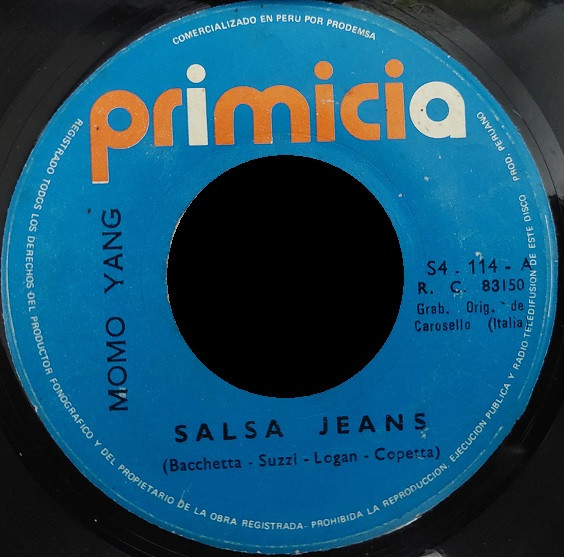 COMERCIALIZADO EN PERU POR PRODEMSA
primicia
MOMO YANG
S4 - 114 - A
R. C. 83150
Grab. Orig. de
Carosello (Italia)
SALSA JEANS
(Bacchetta - Suzzi - Logan - Copetta)
REGISTRADO TODOS LOS DERECHOS DEL PRODUCTOR FONOGRAFICO Y DEL PROPIETARIO DE LA OBRA REGISTRADA- PROHIBIDA LA REPRODUCCION, EJECUCION PUBLICA Y RADIO TELEDIFUSION DE ESTE DISCO PROD. PERUANO